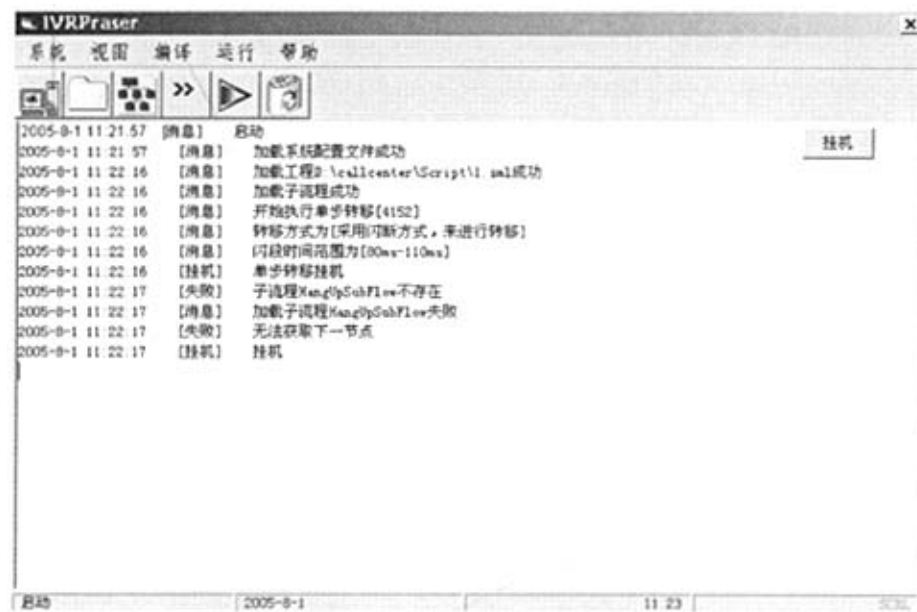 IVRPraser
系统 视图 编译 运行 帮助
2005-8-1 11:21:57 [消息] 启动
挂机
2005-8-1 11:21:57 [消息] 加载系统配置文件成功
2005-8-1 11:22:16 [消息] 加载工程D:\callcenter\Script\1.xml成功
2005-8-1 11:22:16 [消息] 加载子流程成功
2005-8-1 11:22:16 [消息] 开始执行单步转移[4152]
2005-8-1 11:22:16 [消息] 转移方式为[采用闪断方式，来进行转移]
2005-8-1 11:22:16 [消息] 闪段时间范围为[80ms-110ms]
2005-8-1 11:22:16 [挂机] 单步转移挂机
2005-8-1 11:22:17 [失败] 子流程HangUpSubFlow不存在
2005-8-1 11:22:17 [消息] 加载子流程HangUpSubFlow失败
2005-8-1 11:22:17 [失败] 无法获取下一节点
2005-8-1 11:22:17 [挂机] 挂机
启动 2005-8-1 11:23